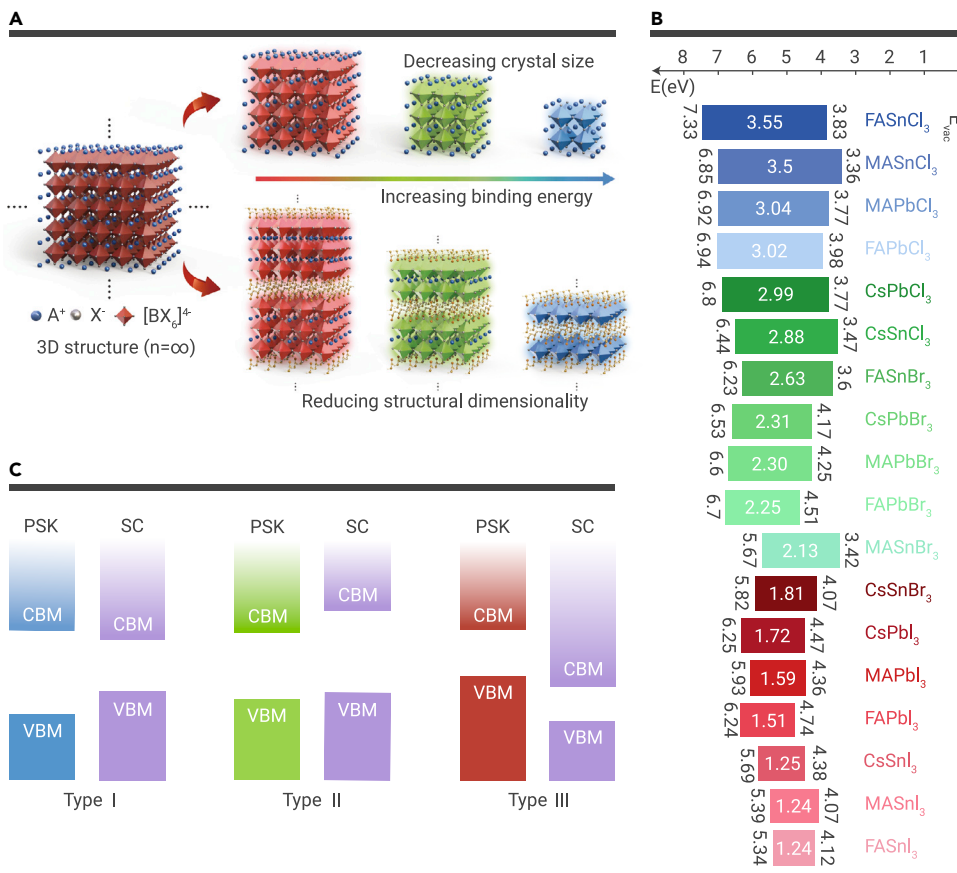 A
Decreasing crystal size
Increasing binding energy
A⁺ X⁻ [BX₆]⁴⁻
3D structure (n=∞)
Reducing structural dimensionality
B
8 7 6 5 4 3 2 1
E(eV)
E_vac
7.33 3.55 3.83 FASnCl₃
6.85 3.5 3.36 MASnCl₃
6.92 3.04 3.77 MAPbCl₃
6.94 3.02 3.98 FAPbCl₃
6.8 2.99 3.77 CsPbCl₃
6.44 2.88 3.47 CsSnCl₃
6.23 2.63 3.6 FASnBr₃
6.53 2.31 4.17 CsPbBr₃
6.6 2.30 4.25 MAPbBr₃
6.7 2.25 4.51 FAPbBr₃
5.67 2.13 3.42 MASnBr₃
5.82 1.81 4.07 CsSnBr₃
6.25 1.72 4.47 CsPbI₃
5.93 1.59 4.36 MAPbI₃
6.24 1.51 4.74 FAPbI₃
5.69 1.25 4.38 CsSnI₃
5.39 1.24 4.07 MASnI₃
5.34 1.24 4.12 FASnI₃
C
PSK SC PSK SC PSK SC
CBM CBM CBM CBM CBM CBM
VBM VBM VBM VBM VBM VBM
Type I Type II Type III